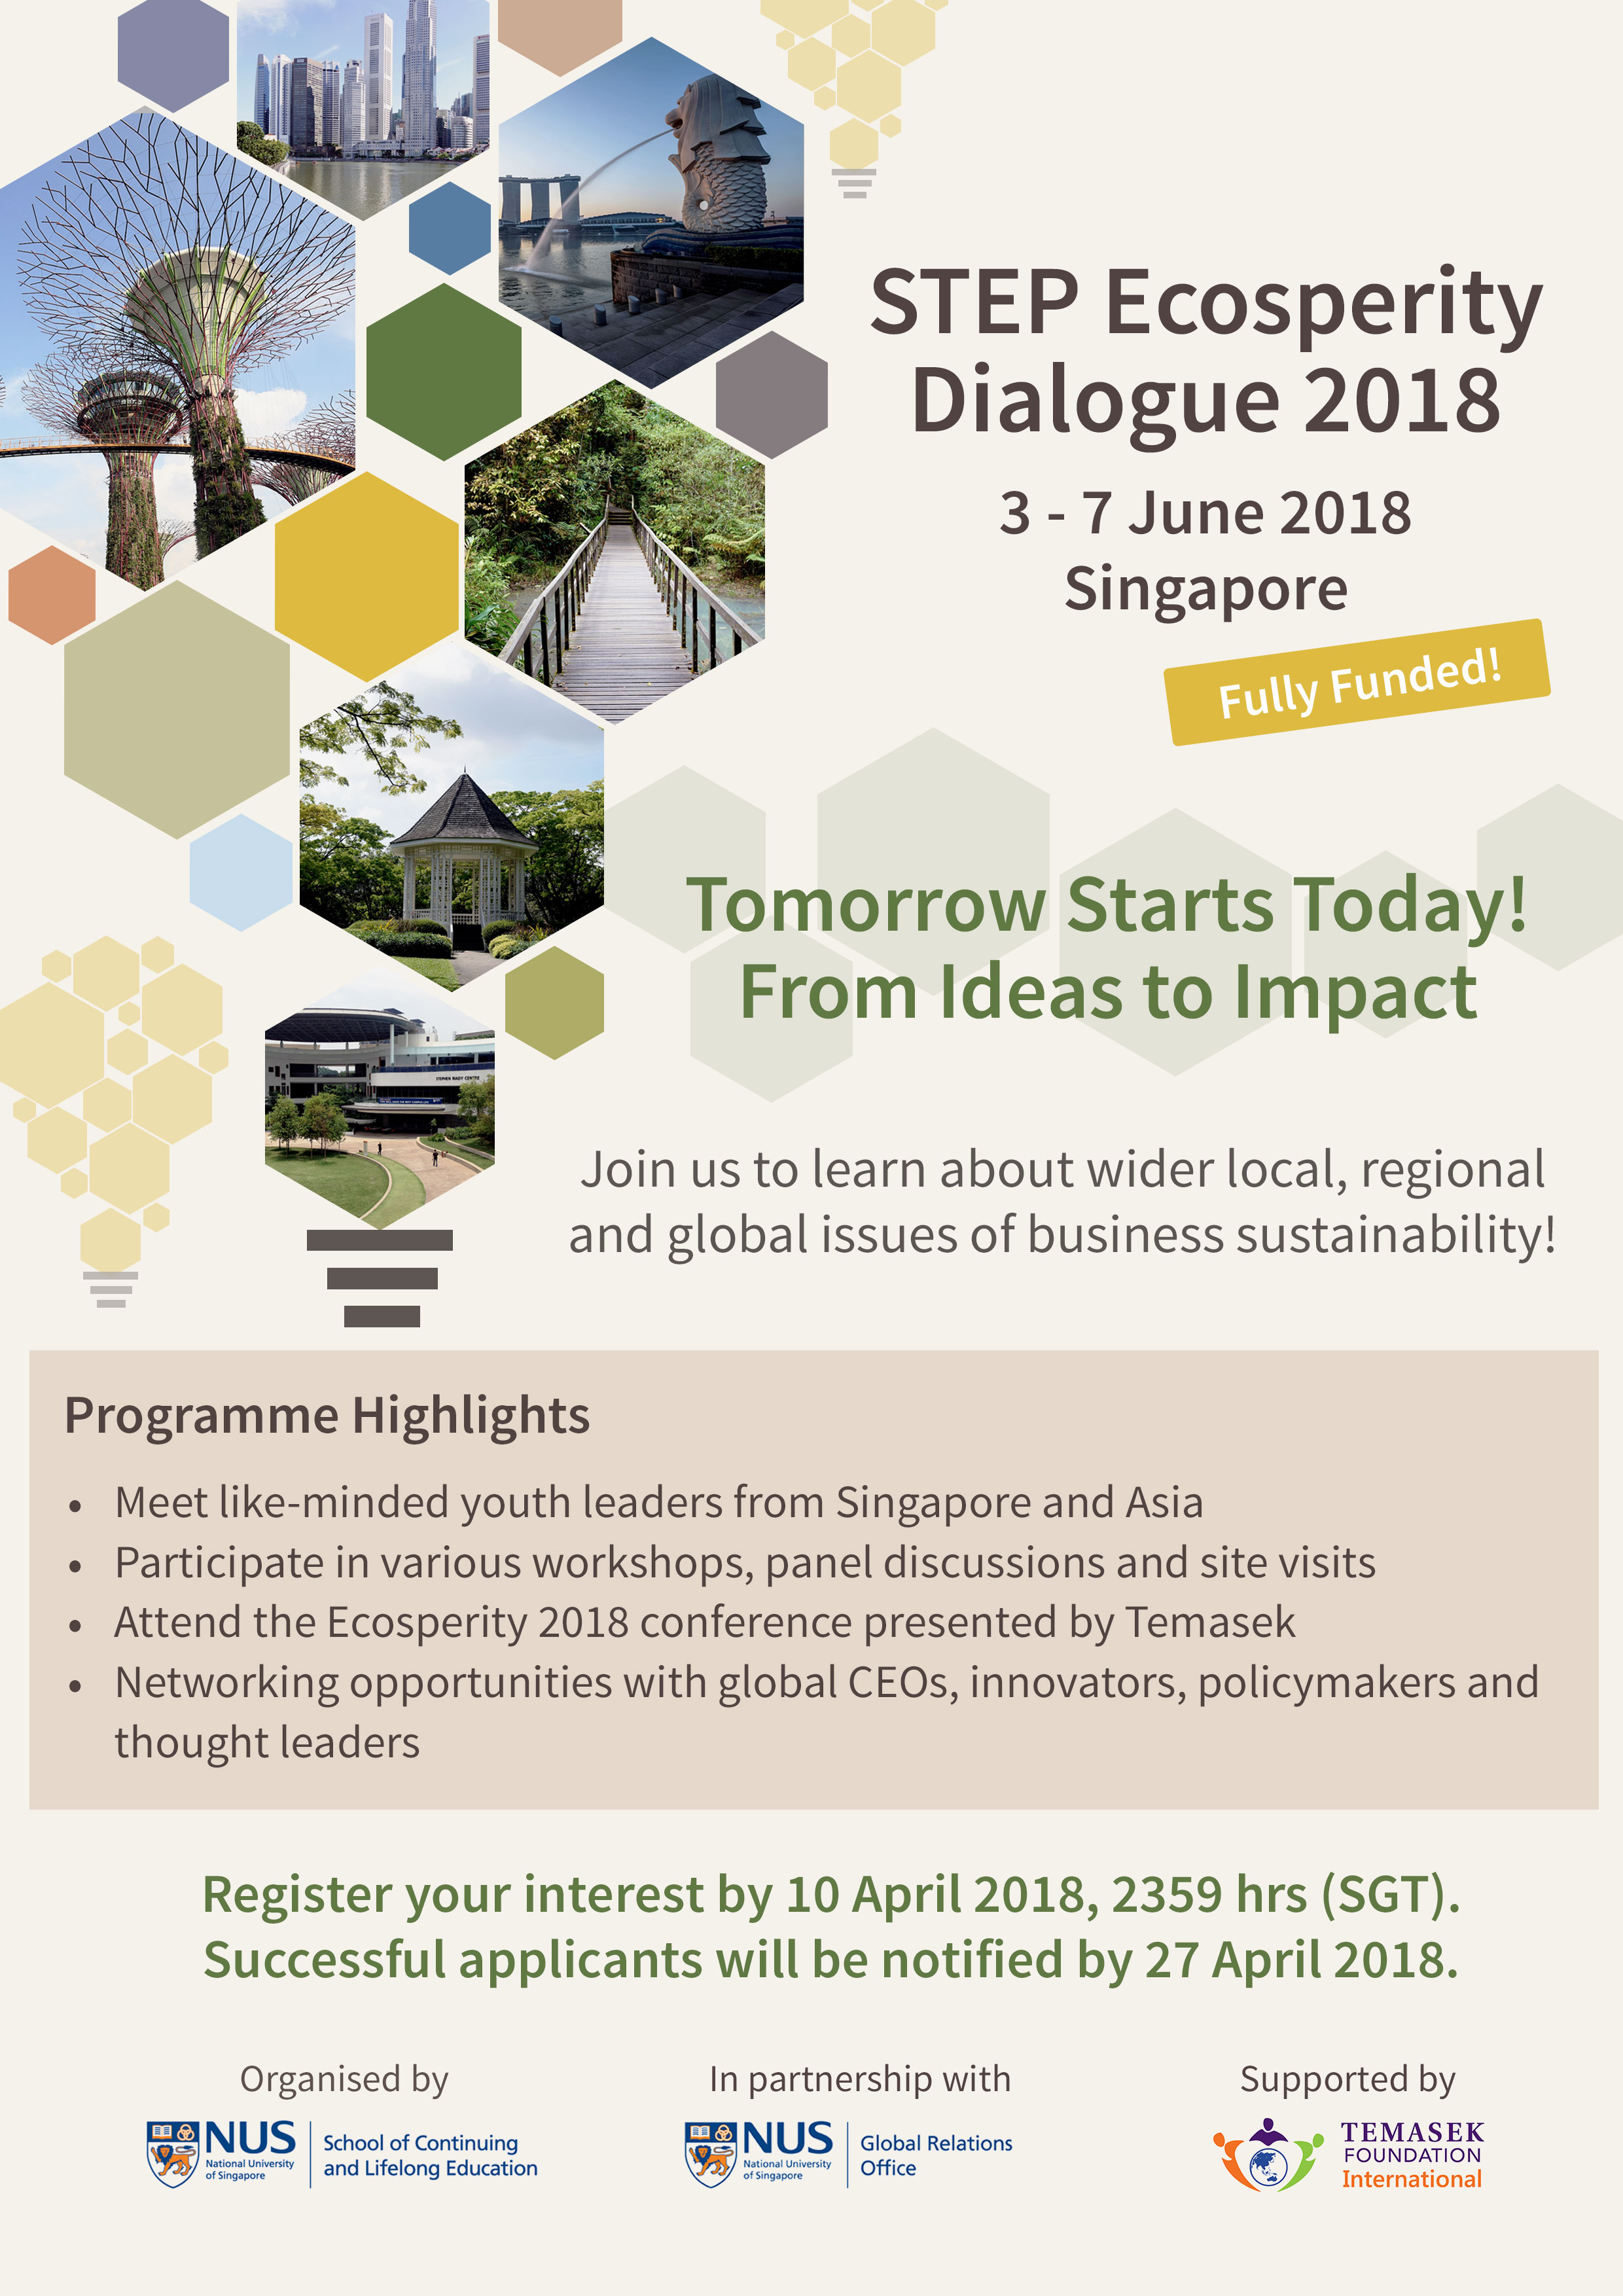 STEP Ecosperity
Dialogue 2018
3 - 7 June 2018
Singapore
Fully Funded!
Tomorrow Starts Today!
From Ideas to Impact
STEPHEN RIADY CENTRE
Join us to learn about wider local, regional
and global issues of business sustainability!
Programme Highlights
• Meet like-minded youth leaders from Singapore and Asia
• Participate in various workshops, panel discussions and site visits
• Attend the Ecosperity 2018 conference presented by Temasek
• Networking opportunities with global CEOs, innovators, policymakers and
thought leaders
Register your interest by 10 April 2018, 2359 hrs (SGT).
Successful applicants will be notified by 27 April 2018.
Organised by
NUS
National University
of Singapore
School of Continuing
and Lifelong Education
In partnership with
NUS
National University
of Singapore
Global Relations
Office
Supported by
TEMASEK
FOUNDATION
International